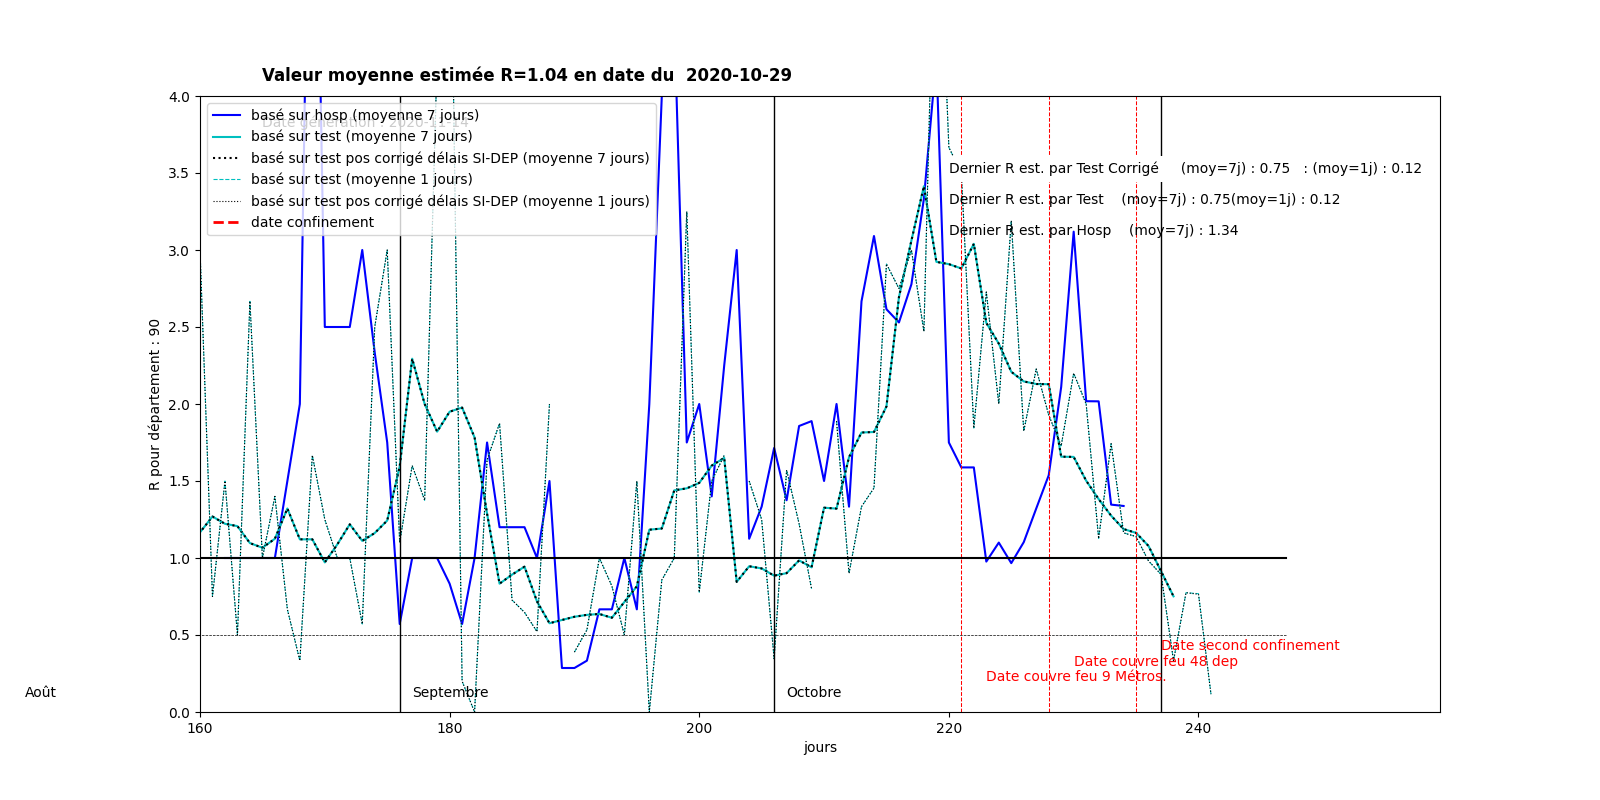 Valeur moyenne estimée R=1.04 en date du 2020-10-29
4.0
3.5
3.0
2.5
2.0
1.5
1.0
0.5
0.0
R pour département : 90
basé sur hosp (moyenne 7 jours)
Date génération : 2020-11-14
basé sur test (moyenne 7 jours)
basé sur test pos corrigé délais SI-DEP (moyenne 7 jours)
basé sur test (moyenne 1 jours)
basé sur test pos corrigé délais SI-DEP (moyenne 1 jours)
date confinement
Dernier R est. par Test Corrigé (moy=7j) : 0.75 : (moy=1j) : 0.12
Dernier R est. par Test (moy=7j) : 0.75(moy=1j) : 0.12
Dernier R est. par Hosp (moy=7j) : 1.34
Date second confinement
Date couvre feu 48 dep
Date couvre feu 9 Métros.
Août
Septembre
Octobre
160
180
200
220
240
jours